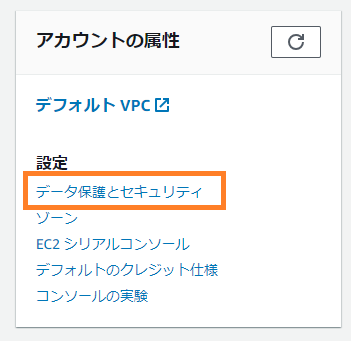 アカウントの属性
デフォルト VPC
設定
データ保護とセキュリティ
ゾーン
EC2 シリアルコンソール
デフォルトのクレジット仕様
コンソールの実験